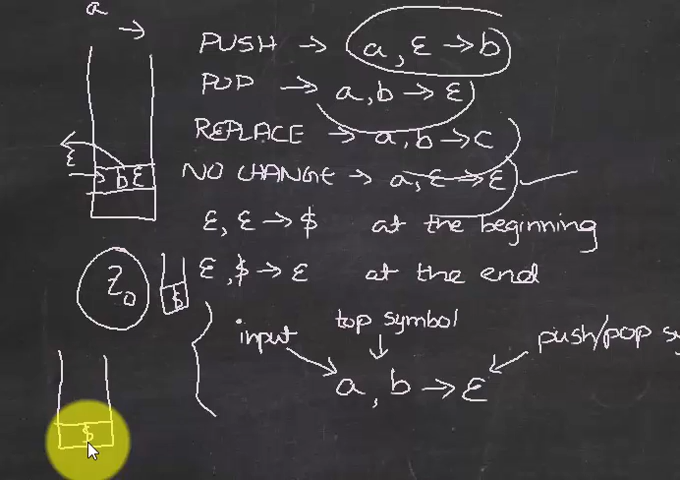 a →
PUSH → a, ε → b
POP → a, b → ε
REPLACE → a, b → c
NO CHANGE → a, ε → ε
ε
b ε
ε, ε → $ at the beginning
Z0
$
ε, $ → ε at the end
input
top symbol
push/pop sy
a, b → ε
$